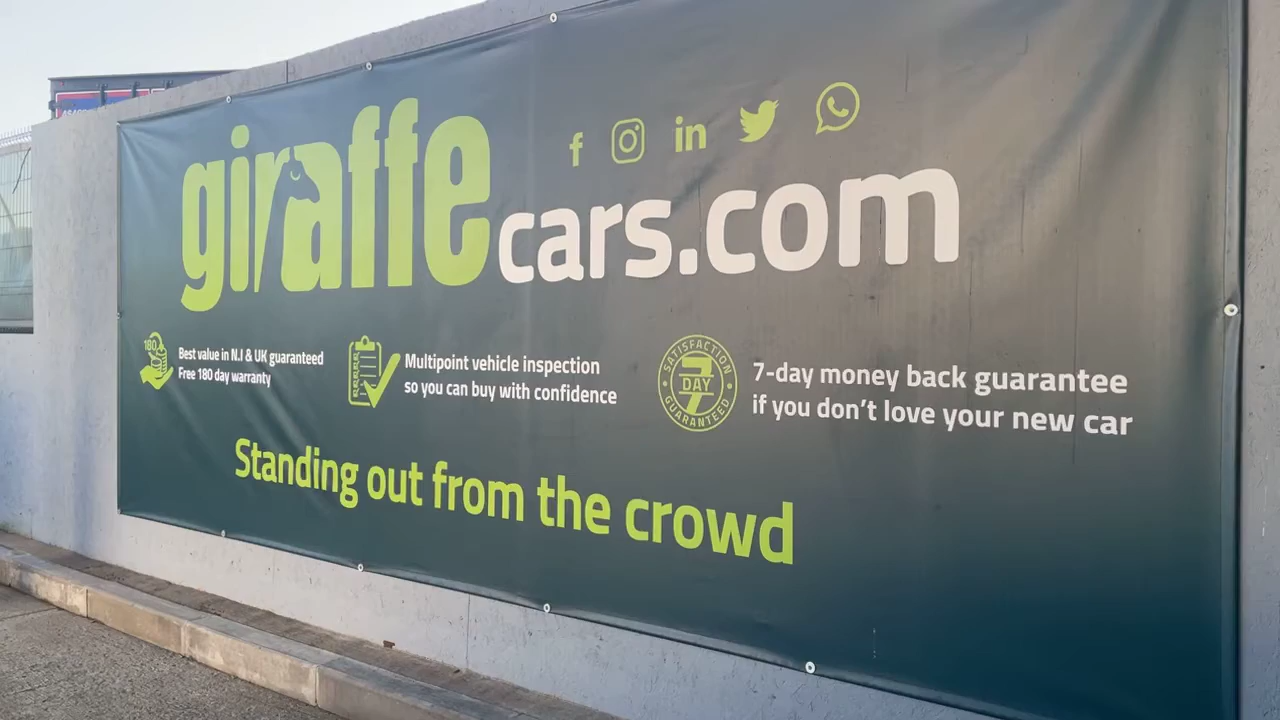 giraffecars.com
180
Best value in N.I & UK guaranteed
Free 180 day warranty
Multipoint vehicle inspection
so you can buy with confidence
SATISFACTION
7
DAY
GUARANTEED
7-day money back guarantee
if you don't love your new car
Standing out from the crowd